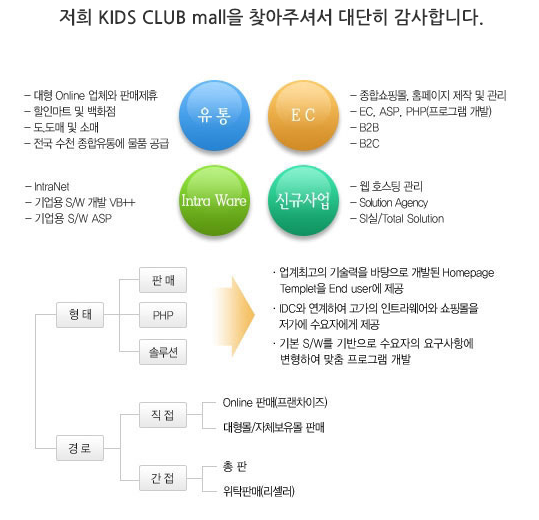 저희 KIDS CLUB mall을 찾아주셔서 대단히 감사합니다.
- 대형 Online 업체와 판매제휴
- 할인마트 및 백화점
- 도,도매 및 소매
- 전국 수천 종합유통에 물품 공급
유 통
E C
- 종합쇼핑몰, 홈페이지 제작 및 관리
- EC, ASP, PHP(프로그램 개발)
- B2B
- B2C
- IntraNet
- 기업용 S/W 개발 VB++
- 기업용 S/W ASP
Intra Ware
신규사업
- 웹 호스팅 관리
- Solution Agency
- SI실/Total Solution
형 태
판 매
PHP
솔루션
· 업계최고의 기술력을 바탕으로 개발된 Homepage
Templet을 End user에 제공
· IDC와 연계하여 고가의 인트라웨어와 쇼핑몰을
저가에 수요자에게 제공
· 기본 S/W를 기반으로 수요자의 요구사항에
변형하여 맞춤 프로그램 개발
경 로
직 접
Online 판매(프랜차이즈)
대형몰/자체보유몰 판매
간 접
총 판
위탁판매(리셀러)